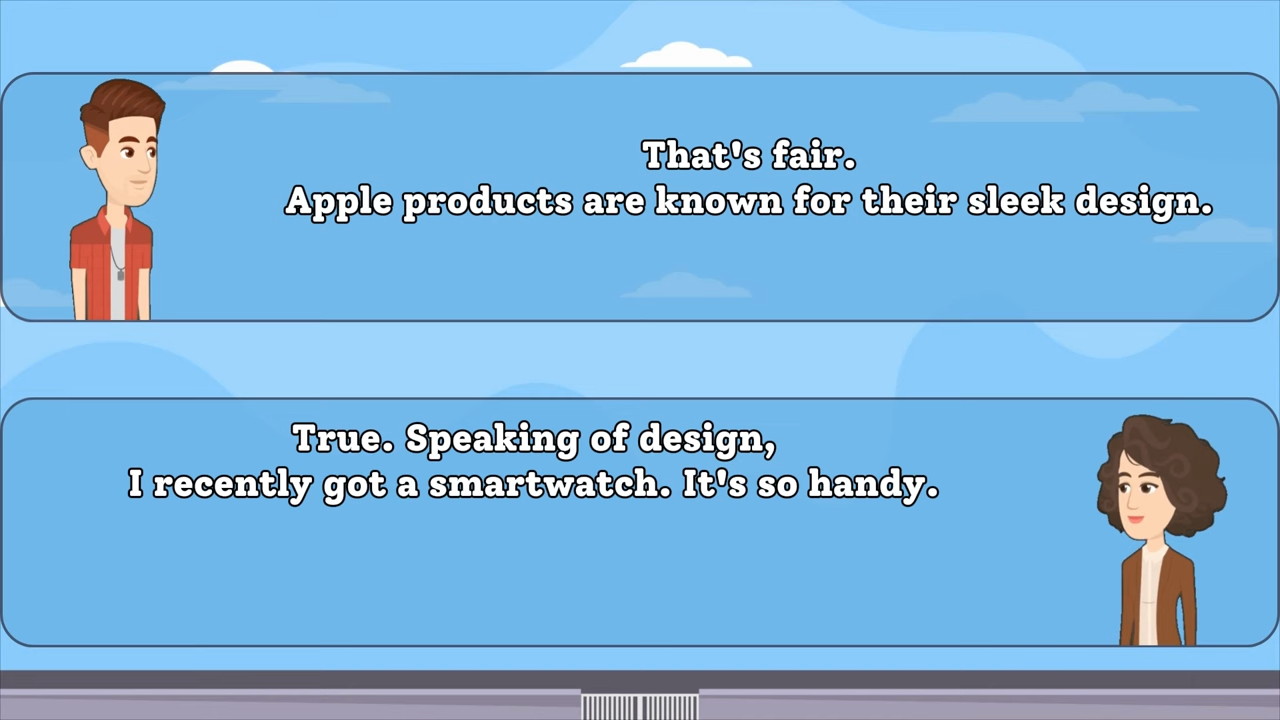 That's fair.
Apple products are known for their sleek design.
True. Speaking of design,
I recently got a smartwatch. It's so handy.